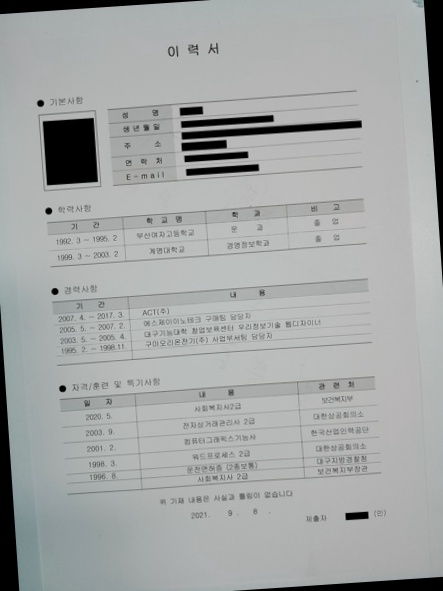 이 력 서
● 기본사항
성 명
생년월일
주 소
연 락 처
E-mail
● 학력사항
기 간 학 교 명 학 과 비 고
1992. 3 ~ 1995. 2 부산여자고등학교 문 과 졸 업
1999. 3 ~ 2003. 2 계명대학교 경영정보학과 졸 업
● 경력사항
기 간 내 용
2007. 4. ~ 2017. 3. ACT(주)
2005. 5. ~ 2007. 2. 에스제이이노테크 구매팀 담당자
2003. 5. ~ 2005. 4. 대구기능대학 창업보육센터 우리정보기술 웹디자이너
1995. 2. ~ 1998.11. 구미오리온전기(주) 사업부서팀 담당자
● 자격/훈련 및 특기사항
일 자 내 용 관 련 처
2020. 5. 사회복지사2급 보건복지부
2003. 9. 전자상거래관리사 2급 대한상공회의소
2001. 2. 컴퓨터그래픽스기능사 한국산업인력공단
1998. 3. 워드프로세스 2급 대한상공회의소
1996. 8. 운전면허증 (2종보통) 대구지방경찰청
사회복지사 2급 보건복지부장관
위 기재 내용은 사실과 틀림이 없습니다
2021. 9 . 8 .
제출자 (인)